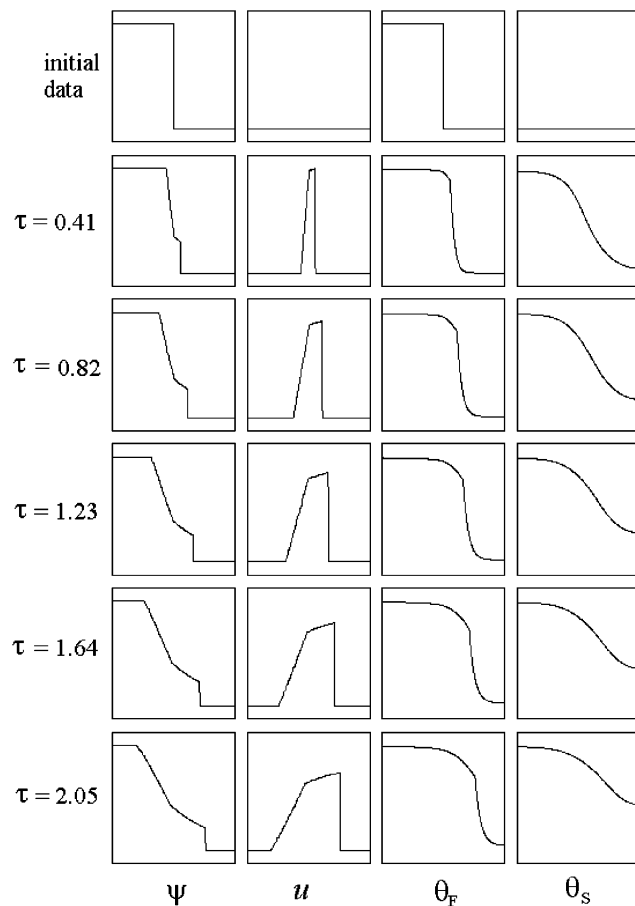 initial
data
τ = 0.41
τ = 0.82
τ = 1.23
τ = 1.64
τ = 2.05
ψ u θF θS